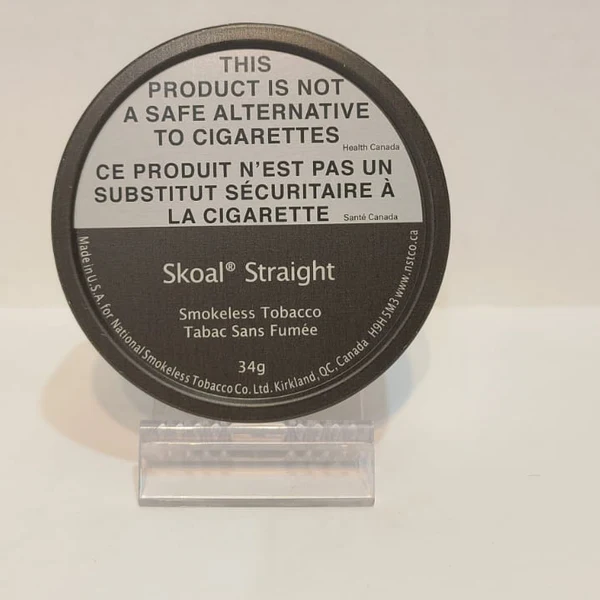 THIS
PRODUCT IS NOT
A SAFE ALTERNATIVE
TO CIGARETTES
Health Canada
CE PRODUIT N'EST PAS UN
SUBSTITUT SÉCURITAIRE À
LA CIGARETTE
Santé Canada
Skoal® Straight
Smokeless Tobacco
Tabac Sans Fumée
34g
Made in U.S.A. for National Smokeless Tobacco Co. Ltd. Kirkland, QC, Canada H9H 5M3 www.nstco.ca